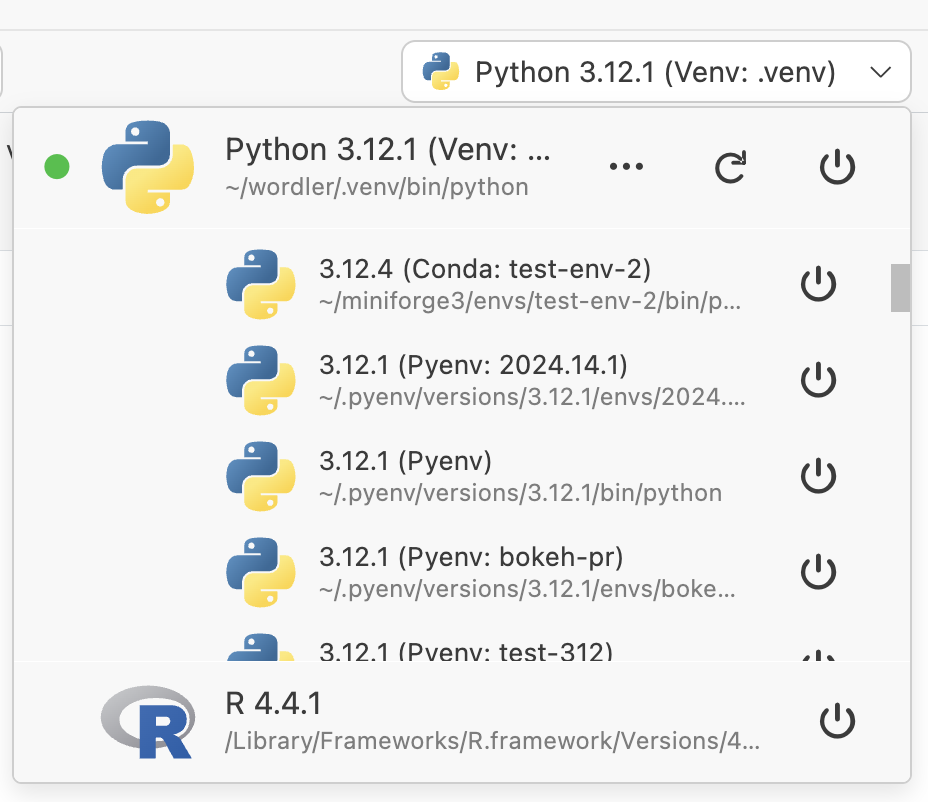 Python 3.12.1 (Venv: .venv)
Python 3.12.1 (Venv: ...
~/wordler/.venv/bin/python
3.12.4 (Conda: test-env-2)
~/miniforge3/envs/test-env-2/bin/p...
3.12.1 (Pyenv: 2024.14.1)
~/.pyenv/versions/3.12.1/envs/2024....
3.12.1 (Pyenv)
~/.pyenv/versions/3.12.1/bin/python
3.12.1 (Pyenv: bokeh-pr)
~/.pyenv/versions/3.12.1/envs/boke...
3.12.1 (Pyenv: test-312)
R 4.4.1
/Library/Frameworks/R.framework/Versions/4...